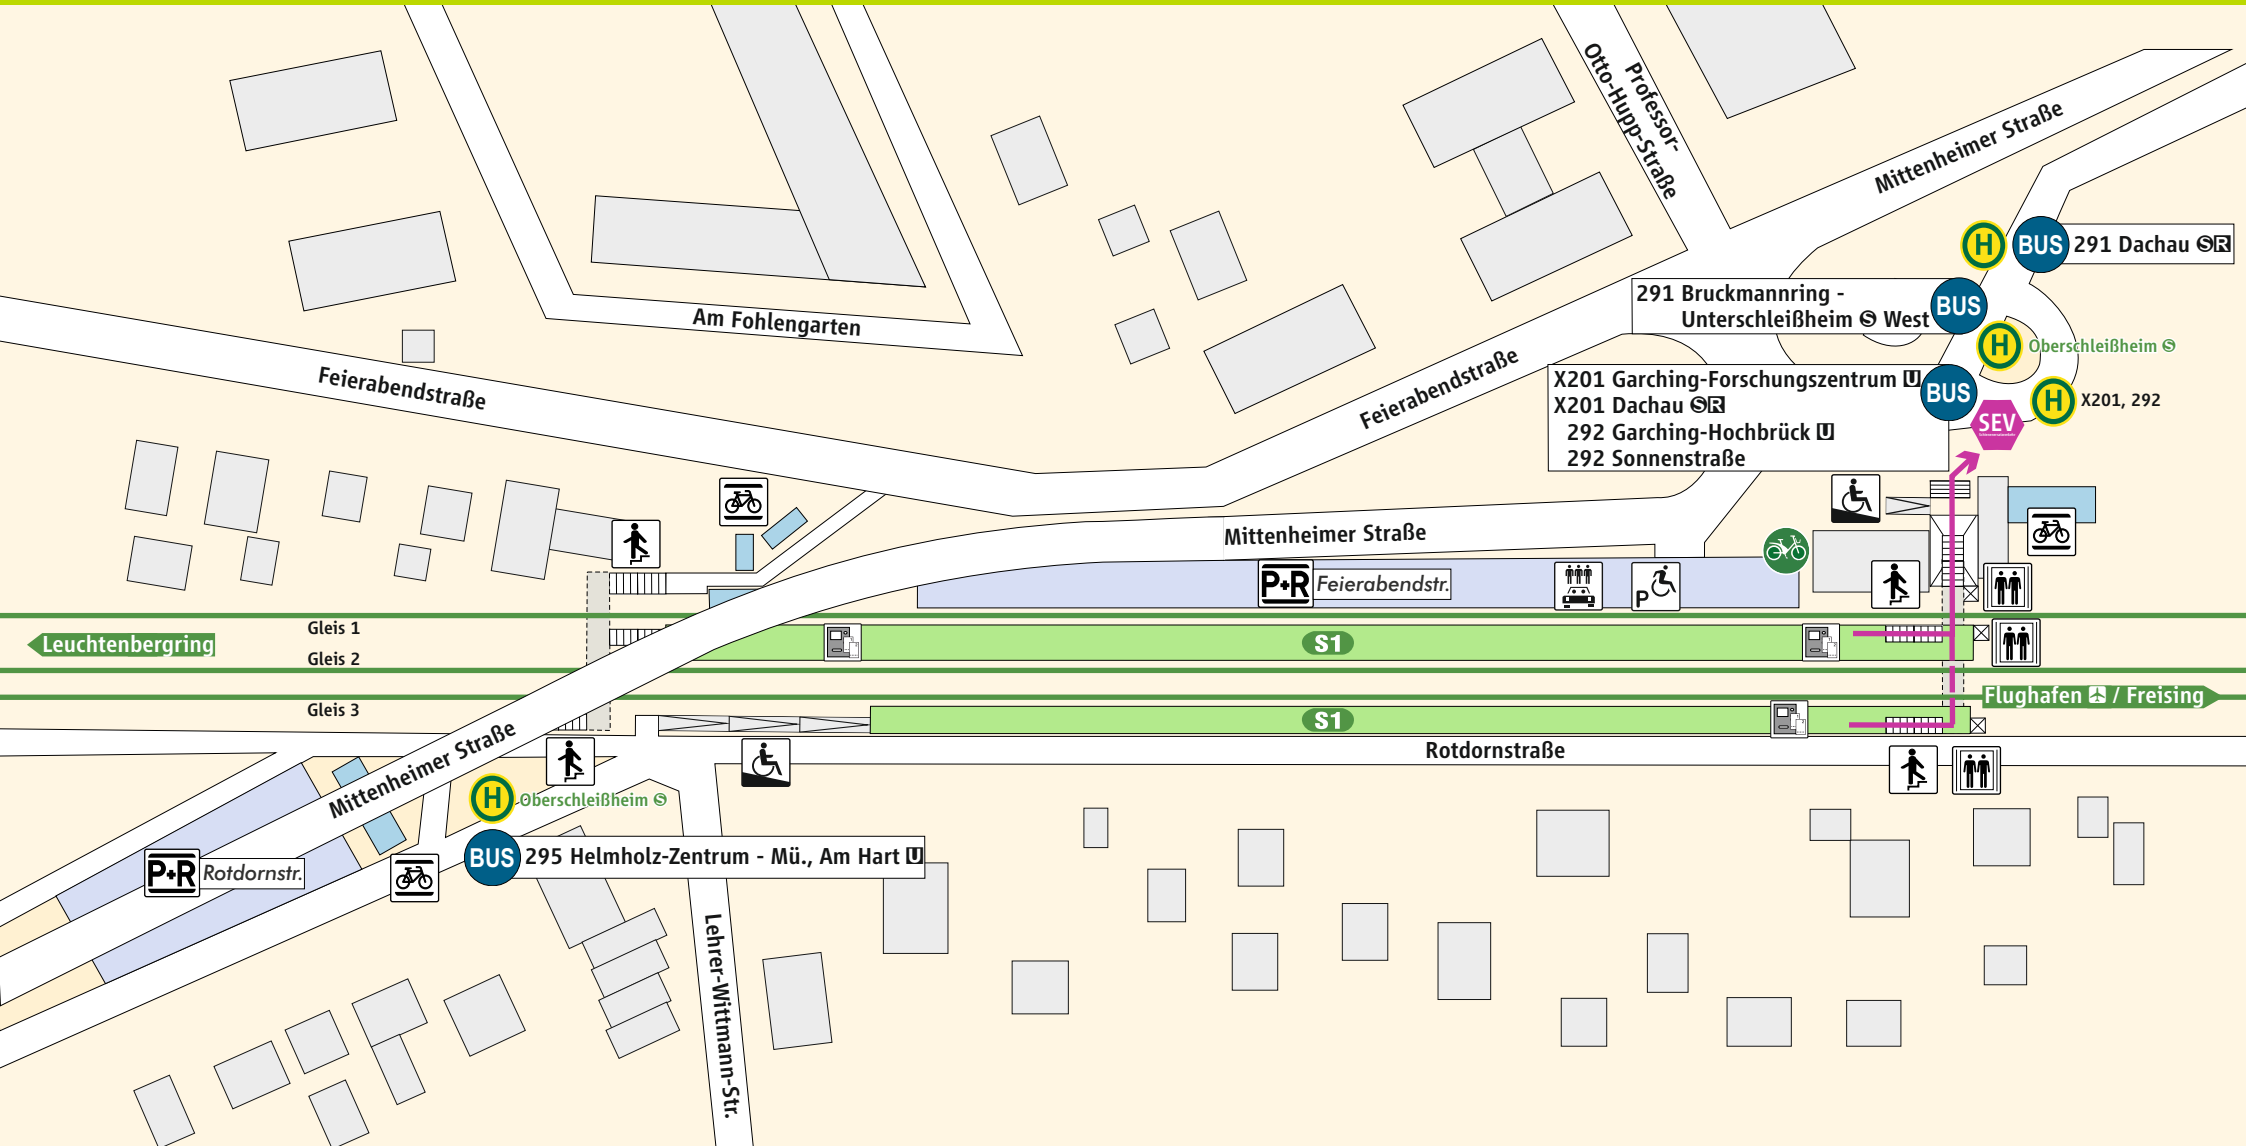 Professor-
Otto-Hupp-Straße
Mittenheimer Straße
H
BUS
291 Dachau SR
291 Bruckmannring -
Unterschleißheim S West
BUS
Am Fohlengarten
H
Oberschleißheim S
Feierabendstraße
Feierabendstraße
X201 Garching-Forschungszentrum U
X201 Dachau SR
292 Garching-Hochbrück U
292 Sonnenstraße
BUS
H
X201, 292
SEV
Mittenheimer Straße
P+R
Feierabendstr.
P
Gleis 1
Leuchtenbergring
S1
Gleis 2
Flughafen / Freising
Gleis 3
S1
Mittenheimer Straße
Rotdornstraße
H
Oberschleißheim S
BUS
295 Helmholz-Zentrum - Mü., Am Hart U
P+R
Rotdornstr.
Lehrer-Wittmann-Str.